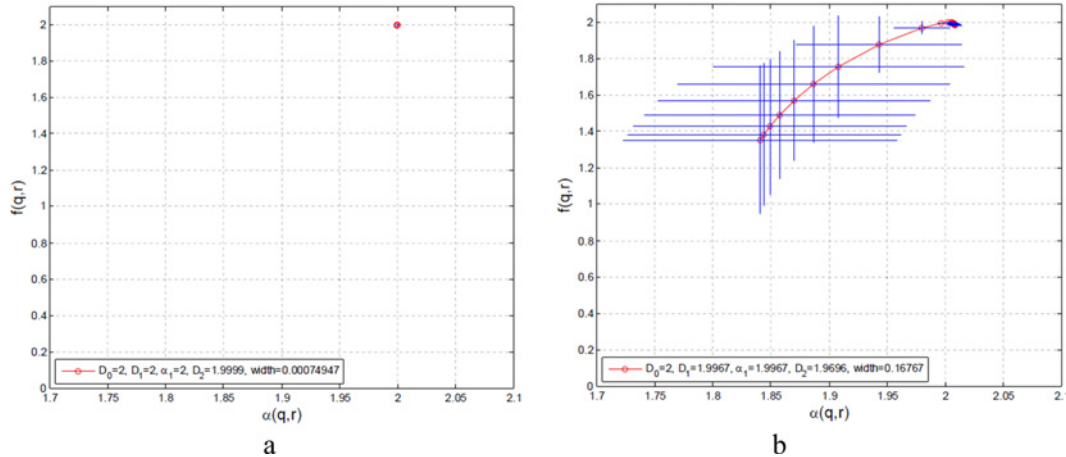 2
1.8
1.6
1.4
1.2
1
0.8
0.6
0.4
0.2
0
f(q,r)
D0=2, D1=2, α1=2, D2=1.9999, width=0.00074947
1.7 1.75 1.8 1.85 1.9 1.95 2 2.05 2.1
α(q,r)
a
2
1.8
1.6
1.4
1.2
1
0.8
0.6
0.4
0.2
0
f(q,r)
D0=2, D1=1.9967, α1=1.9967, D2=1.9696, width=0.16767
1.7 1.75 1.8 1.85 1.9 1.95 2 2.05 2.1
α(q,r)
b